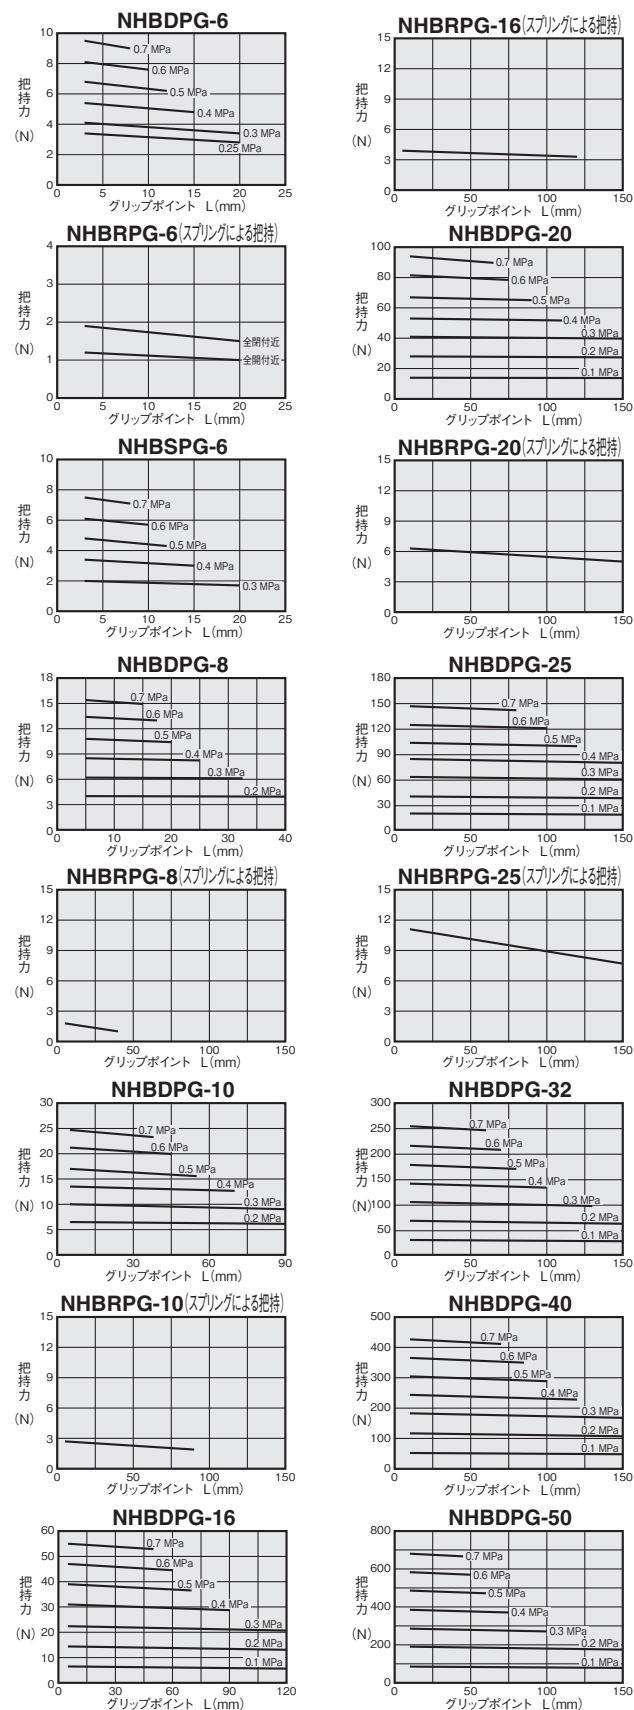 NHBDPG-6
10
8
6
4
2
0
把持力
(N)
0.7 MPa
0.6 MPa
0.5 MPa
0.4 MPa
0.3 MPa
0.25 MPa
0 5 10 15 20 25
グリップポイント L(mm)
NHBRPG-6(スプリングによる把持)
4
3
2
1
0
把持力
(N)
全閉付近
全開付近
0 5 10 15 20 25
グリップポイント L(mm)
NHBSPG-6
10
8
6
4
2
0
把持力
(N)
0.7 MPa
0.6 MPa
0.5 MPa
0.4 MPa
0.3 MPa
0 5 10 15 20 25
グリップポイント L(mm)
NHBDPG-8
18
15
12
9
6
3
0
把持力
(N)
0.7 MPa
0.6 MPa
0.5 MPa
0.4 MPa
0.3 MPa
0.2 MPa
0 10 20 30 40
グリップポイント L(mm)
NHBRPG-8(スプリングによる把持)
15
12
9
6
3
0
把持力
(N)
0 50 100 150
グリップポイント L(mm)
NHBDPG-10
30
25
20
15
10
5
0
把持力
(N)
0.7 MPa
0.6 MPa
0.5 MPa
0.4 MPa
0.3 MPa
0.2 MPa
0 30 60 90
グリップポイント L(mm)
NHBRPG-10(スプリングによる把持)
15
12
9
6
3
0
把持力
(N)
0 50 100 150
グリップポイント L(mm)
NHBDPG-16
60
50
40
30
20
10
0
把持力
(N)
0.7 MPa
0.6 MPa
0.5 MPa
0.4 MPa
0.3 MPa
0.2 MPa
0.1 MPa
0 30 60 90 120
グリップポイント L(mm)
NHBRPG-16(スプリングによる把持)
15
12
9
6
3
0
把持力
(N)
0 50 100 150
グリップポイント L(mm)
NHBDPG-20
100
80
60
40
20
0
把持力
(N)
0.7 MPa
0.6 MPa
0.5 MPa
0.4 MPa
0.3 MPa
0.2 MPa
0.1 MPa
0 50 100 150
グリップポイント L(mm)
NHBRPG-20(スプリングによる把持)
15
12
9
6
3
0
把持力
(N)
0 50 100 150
グリップポイント L(mm)
NHBDPG-25
180
150
120
90
60
30
0
把持力
(N)
0.7 MPa
0.6 MPa
0.5 MPa
0.4 MPa
0.3 MPa
0.2 MPa
0.1 MPa
0 50 100 150
グリップポイント L(mm)
NHBRPG-25(スプリングによる把持)
15
12
9
6
3
0
把持力
(N)
0 50 100 150
グリップポイント L(mm)
NHBDPG-32
300
250
200
150
100
50
0
把持力
(N)
0.7 MPa
0.6 MPa
0.5 MPa
0.4 MPa
0.3 MPa
0.2 MPa
0.1 MPa
0 50 100 150
グリップポイント L(mm)
NHBDPG-40
500
400
300
200
100
0
把持力
(N)
0.7 MPa
0.6 MPa
0.5 MPa
0.4 MPa
0.3 MPa
0.2 MPa
0.1 MPa
0 50 100 150
グリップポイント L(mm)
NHBDPG-50
800
600
400
200
0
把持力
(N)
0.7 MPa
0.6 MPa
0.5 MPa
0.4 MPa
0.3 MPa
0.2 MPa
0.1 MPa
0 50 100 150
グリップポイント L(mm)